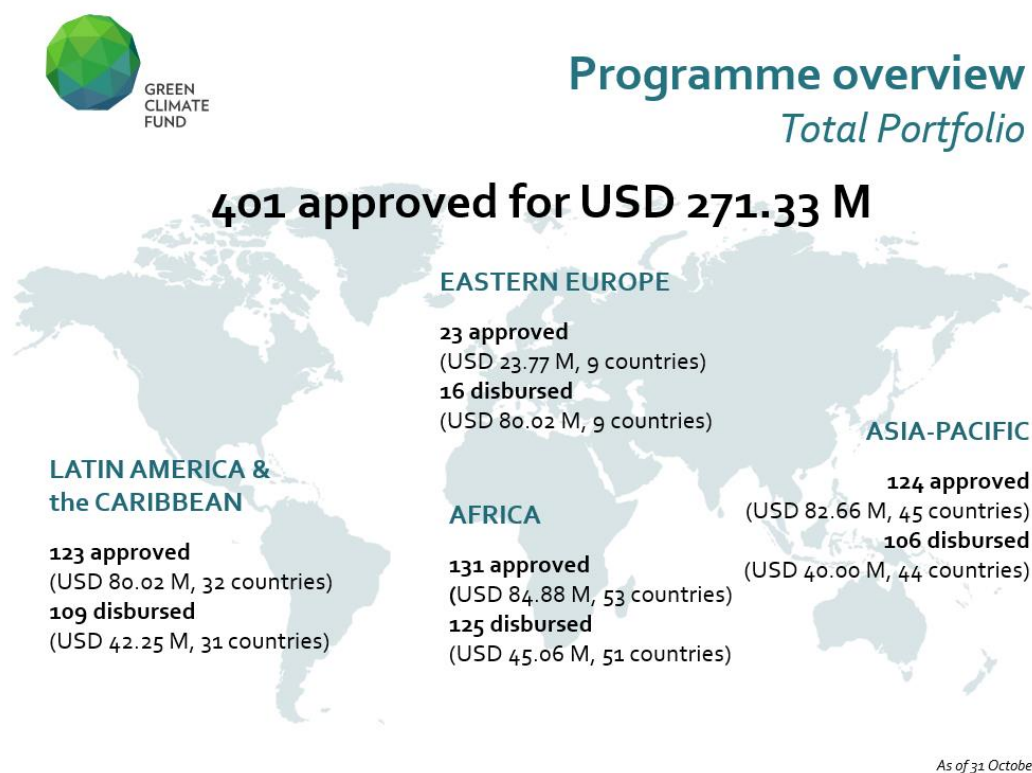 GREEN
CLIMATE
FUND
Programme overview
Total Portfolio
401 approved for USD 271.33 M
EASTERN EUROPE
23 approved
(USD 23.77 M, 9 countries)
16 disbursed
(USD 80.02 M, 9 countries)
ASIA-PACIFIC
124 approved
(USD 82.66 M, 45 countries)
106 disbursed
(USD 40.00 M, 44 countries)
LATIN AMERICA &
the CARIBBEAN
123 approved
(USD 80.02 M, 32 countries)
109 disbursed
(USD 42.25 M, 31 countries)
AFRICA
131 approved
(USD 84.88 M, 53 countries)
125 disbursed
(USD 45.06 M, 51 countries)
As of 31 Octobe